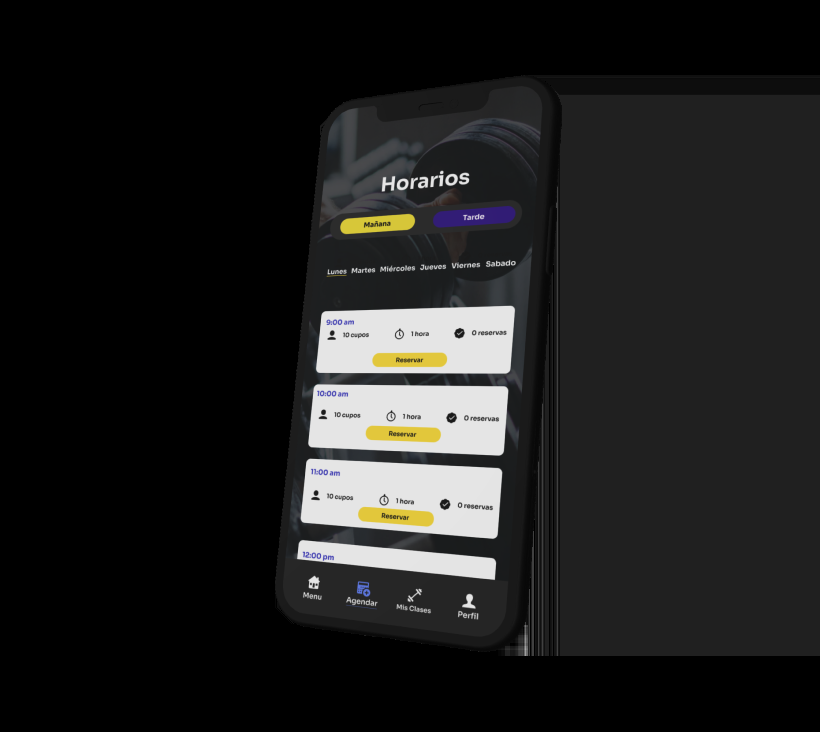 Horarios
Mañana Tarde
Lunes Martes Miércoles Jueves Viernes Sabado
9:00 am
10 cupos 1 hora 0 reservas
Reservar
10:00 am
10 cupos 1 hora 0 reservas
Reservar
11:00 am
10 cupos 1 hora 0 reservas
Reservar
12:00 pm
Menu Agendar Mis Clases Perfil